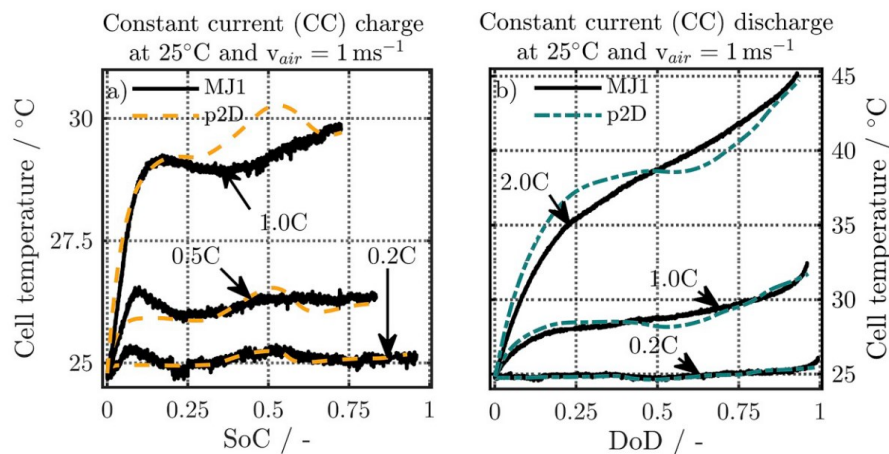 Constant current (CC) charge
at 25°C and v_air = 1 ms⁻¹
Cell temperature / °C
30
27.5
25
a)
MJ1
p2D
1.0C
0.5C
0.2C
0
0.25
0.5
0.75
1
SoC / -
Constant current (CC) discharge
at 25°C and v_air = 1 ms⁻¹
b)
MJ1
p2D
2.0C
1.0C
0.2C
45
40
35
30
25
Cell temperature / °C
0
0.25
0.5
0.75
1
DoD / -